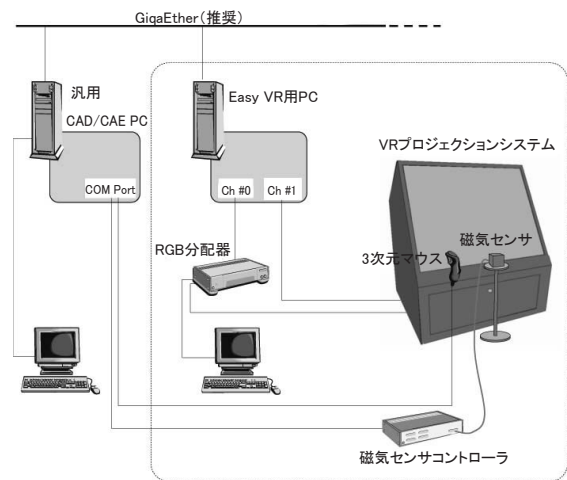 GigaEther(推奨)
汎用
CAD/CAE PC
Easy VR用PC
VRプロジェクションシステム
COM Port
Ch #0
Ch #1
磁気センサ
3次元マウス
RGB分配器
磁気センサコントローラ